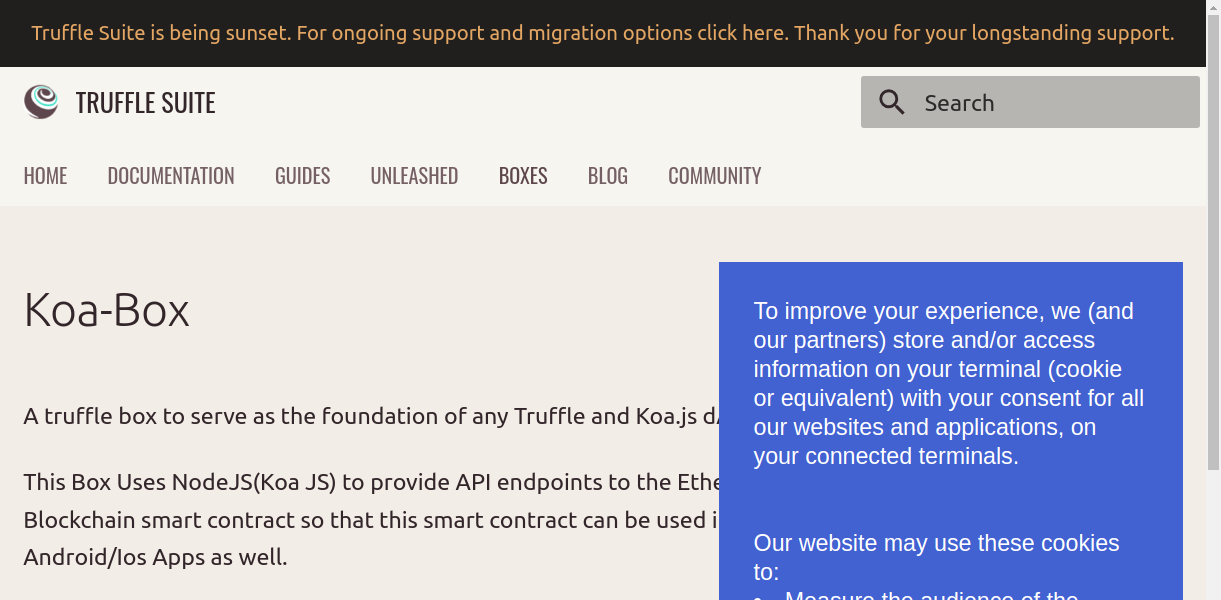 Truffle Suite is being sunset. For ongoing support and migration options click here. Thank you for your longstanding support.
TRUFFLE SUITE
Search
HOME DOCUMENTATION GUIDES UNLEASHED BOXES BLOG COMMUNITY
Koa-Box
A truffle box to serve as the foundation of any Truffle and Koa.js
This Box Uses NodeJS(Koa JS) to provide API endpoints to the
Blockchain smart contract so that this smart contract can be used
Android/Ios Apps as well.
To improve your experience, we (and
our partners) store and/or access
information on your terminal (cookie
or equivalent) with your consent for all
our websites and applications, on
your connected terminals.
Our website may use these cookies
to:
• Measure the audience of the